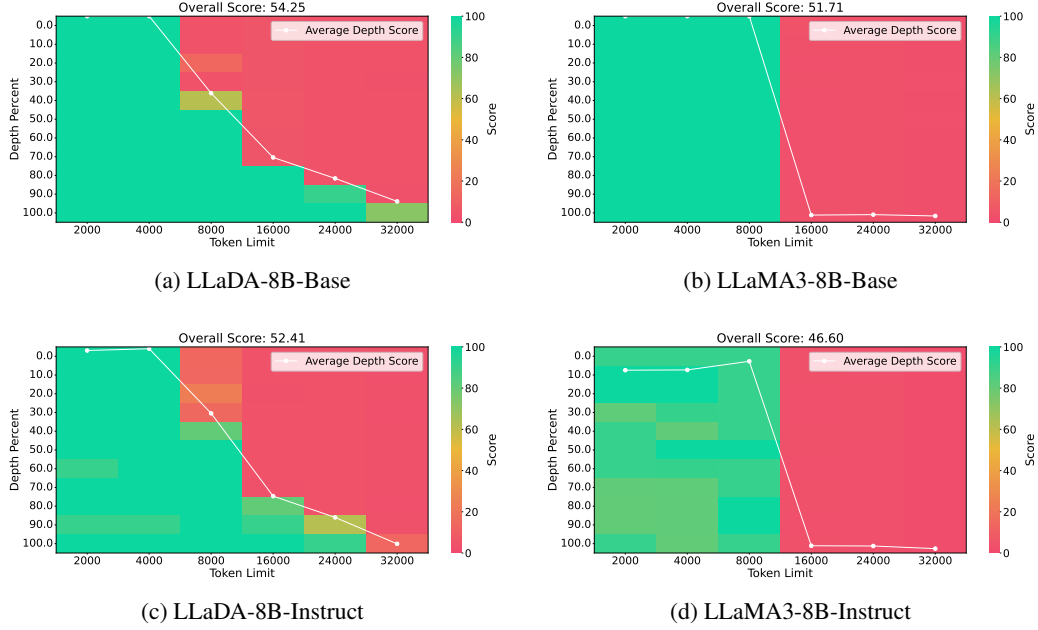 Overall Score: 54.25
Average Depth Score
0.0
10.0
20.0
30.0
40.0
50.0
60.0
70.0
80.0
90.0
100.0
Depth Percent
2000 4000 8000 16000 24000 32000
Token Limit
100
80
60
40
20
0
Score
(a) LLaDA-8B-Base
Overall Score: 51.71
Average Depth Score
0.0
10.0
20.0
30.0
40.0
50.0
60.0
70.0
80.0
90.0
100.0
Depth Percent
2000 4000 8000 16000 24000 32000
Token Limit
100
80
60
40
20
0
Score
(b) LLaMA3-8B-Base
Overall Score: 52.41
Average Depth Score
0.0
10.0
20.0
30.0
40.0
50.0
60.0
70.0
80.0
90.0
100.0
Depth Percent
2000 4000 8000 16000 24000 32000
Token Limit
100
80
60
40
20
0
Score
(c) LLaDA-8B-Instruct
Overall Score: 46.60
Average Depth Score
0.0
10.0
20.0
30.0
40.0
50.0
60.0
70.0
80.0
90.0
100.0
Depth Percent
2000 4000 8000 16000 24000 32000
Token Limit
100
80
60
40
20
0
Score
(d) LLaMA3-8B-Instruct